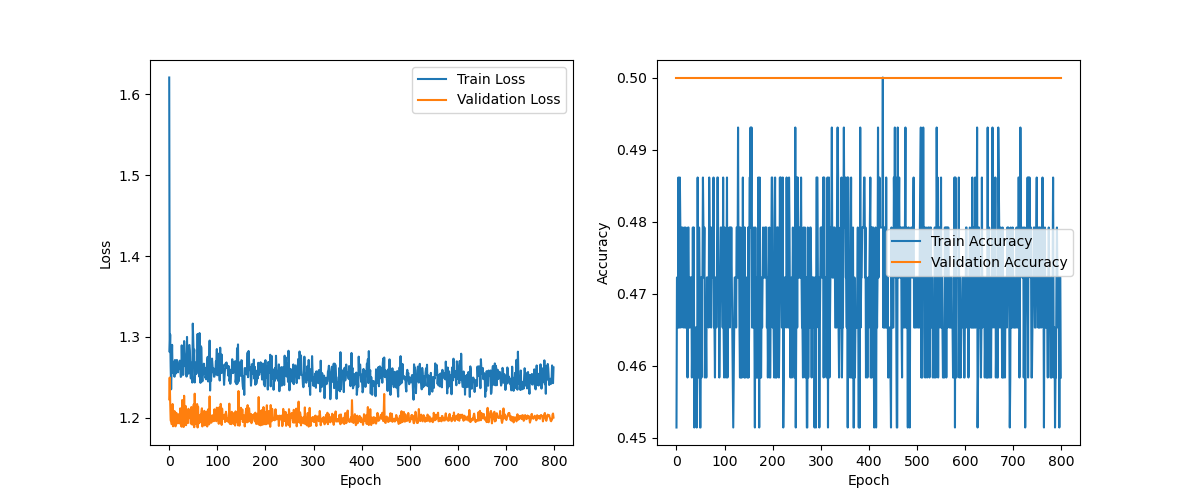 Train Loss
Validation Loss
1.6
1.5
1.4
1.3
1.2
Loss
0 100 200 300 400 500 600 700 800
Epoch
0.50
0.49
0.48
0.47
0.46
0.45
Accuracy
Train Accuracy
Validation Accuracy
0 100 200 300 400 500 600 700 800
Epoch